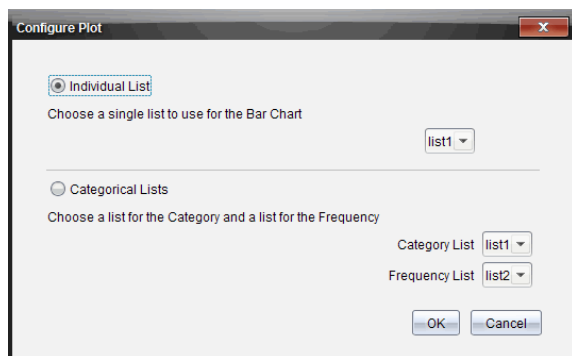 Configure Plot
Individual List
Choose a single list to use for the Bar Chart
list1
Categorical Lists
Choose a list for the Category and a list for the Frequency
Category List list1
Frequency List list2
OK Cancel